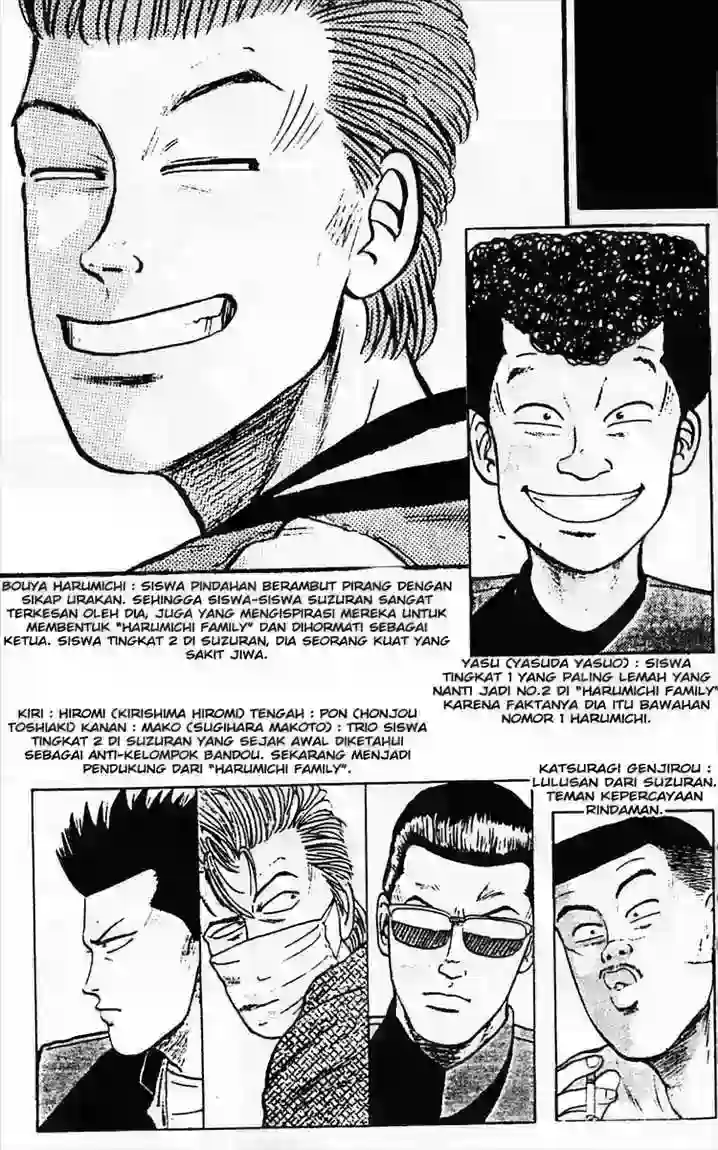 BOUYA HARUMICHI : SISWA PINDAHAN BERAMBUT PIRANG DENGAN
SIKAP URAKAN. SEHINGGA SISWA-SISWA SUZURAN SANGAT
TERKESAN OLEH DIA, JUGA YANG MENGISPIRASI MEREKA UNTUK
MEMBENTUK "HARUMICHI FAMILY" DAN DIHORMATI SEBAGAI
KETUA. SISWA TINGKAT 2 DI SUZURAN, DIA SEORANG KUAT YANG
SAKIT JIWA.
YASU (YASUDA YASUO) : SISWA
TINGKAT 1 YANG PALING LEMAH YANG
NANTI JADI NO.2 DI "HARUMICHI FAMILY"
KARENA FAKTANYA DIA ITU BAWAHAN
NOMOR 1 HARUMICHI.
KIRI : HIROMI (KIRISHIMA HIROMI) TENGAH : PON (HONJOU
TOSHIAKI) KANAN : MAKO (SUGIHARA MAKOTO) : TRIO SISWA
TINGKAT 2 DI SUZURAN YANG SEJAK AWAL DIKETAHUI
SEBAGAI ANTI-KELOMPOK BANDOU. SEKARANG MENJADI
PENDUKUNG DARI "HARUMICHI FAMILY".
KATSURAGI GENJIROU :
LULUSAN DARI SUZURAN.
TEMAN KEPERCAYAAN
RINDAMAN.